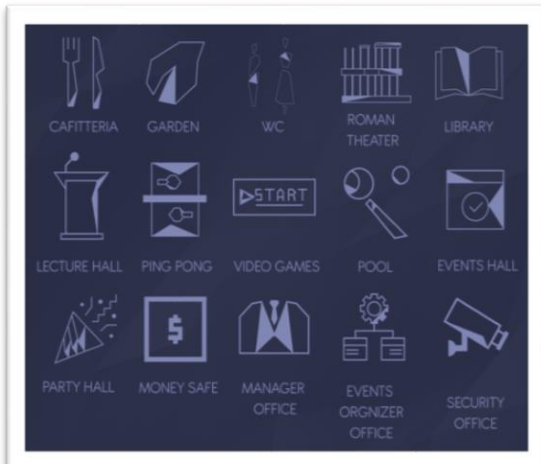 CAFITTERIA
GARDEN
WC
ROMAN
THEATER
LIBRARY
LECTURE HALL
PING PONG
START
VIDEO GAMES
POOL
EVENTS HALL
PARTY HALL
$
MONEY SAFE
MANAGER
OFFICE
EVENTS
ORGNIZER
OFFICE
SECURITY
OFFICE